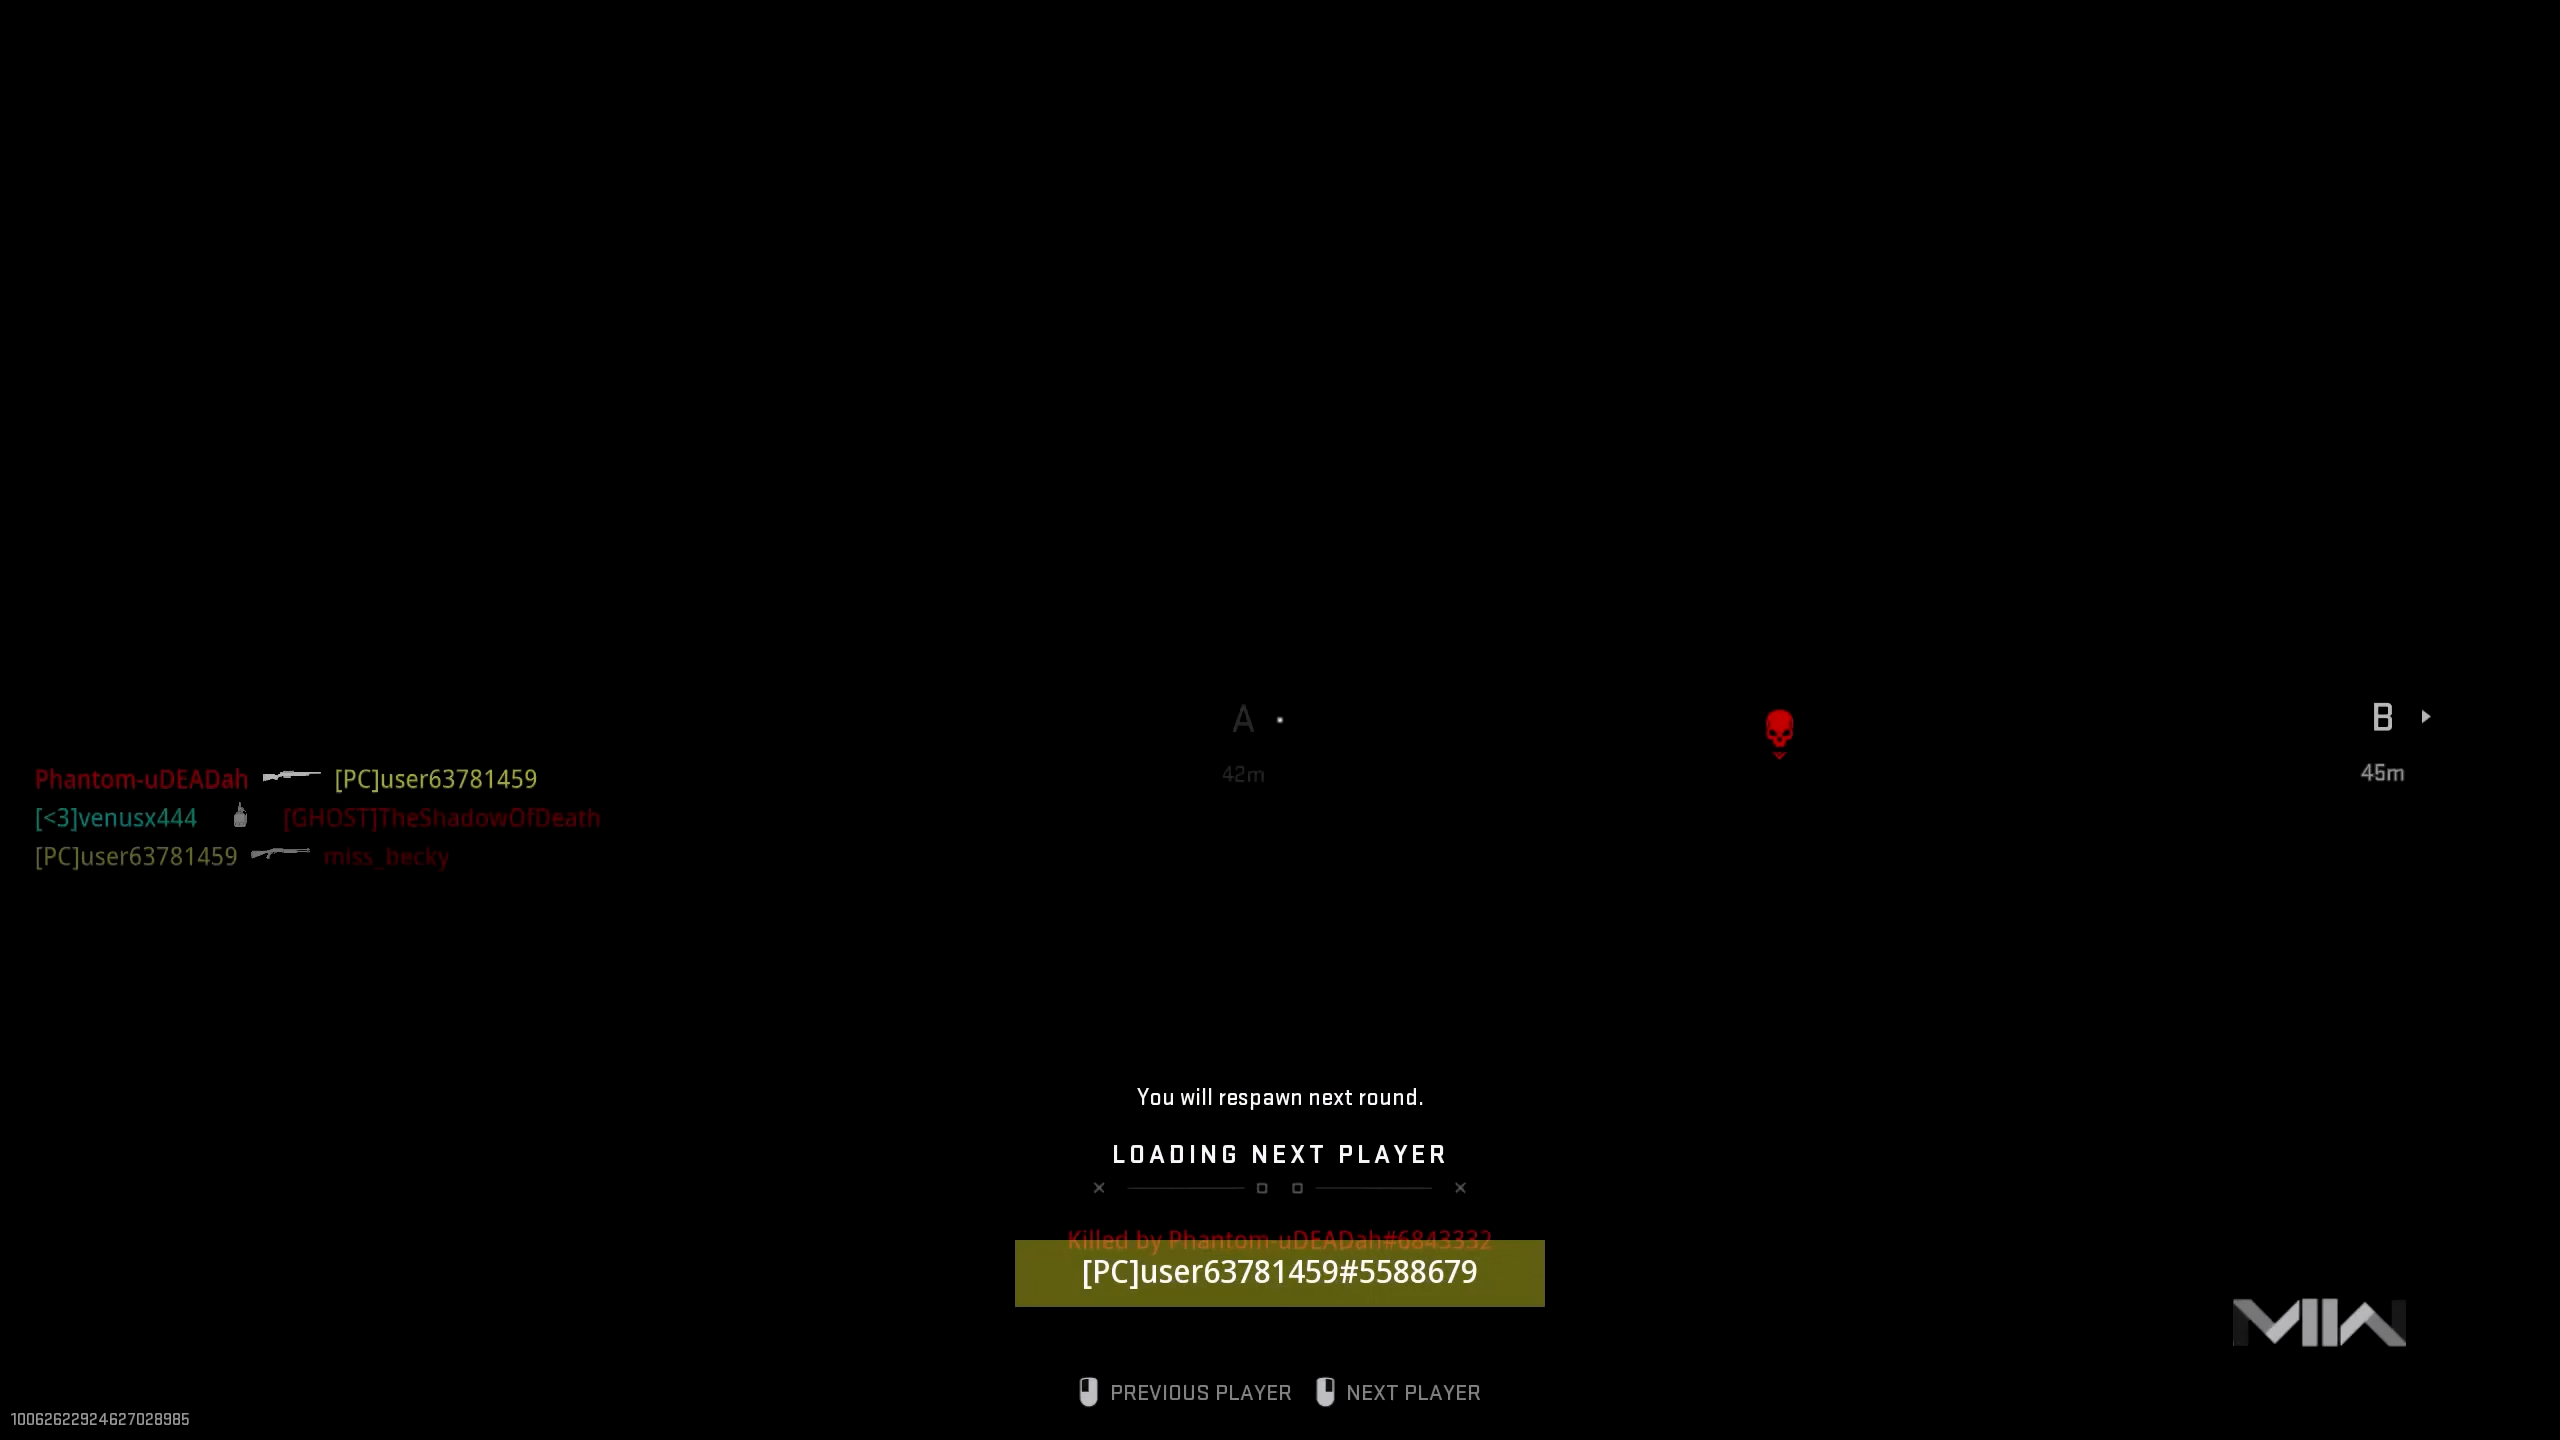 A
B
42m
45m
Phantom-uDEADah [PC]user63781459
[<3]venusx444 [GHOST]TheShadowOfDeath
[PC]user63781459 miss_becky
You will respawn next round.
LOADING NEXT PLAYER
Killed by Phantom-uDEADah#6843332
[PC]user63781459#5588679
MIIW
PREVIOUS PLAYER NEXT PLAYER
10062622924627028985